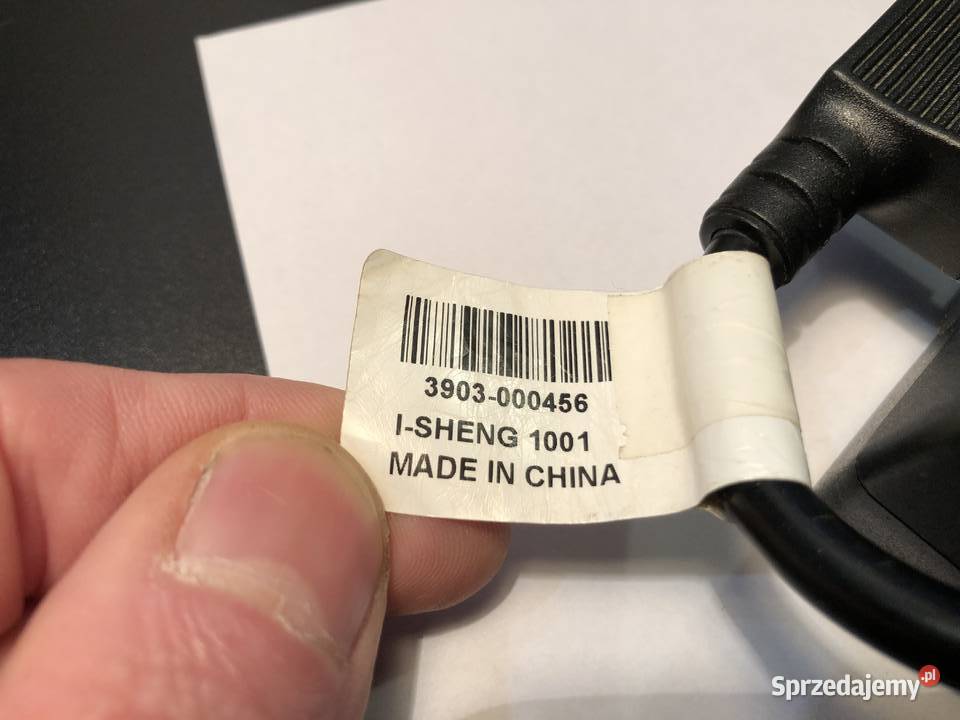 3903-000456
I-SHENG 1001
MADE IN CHINA
Sprzedajemy.pl